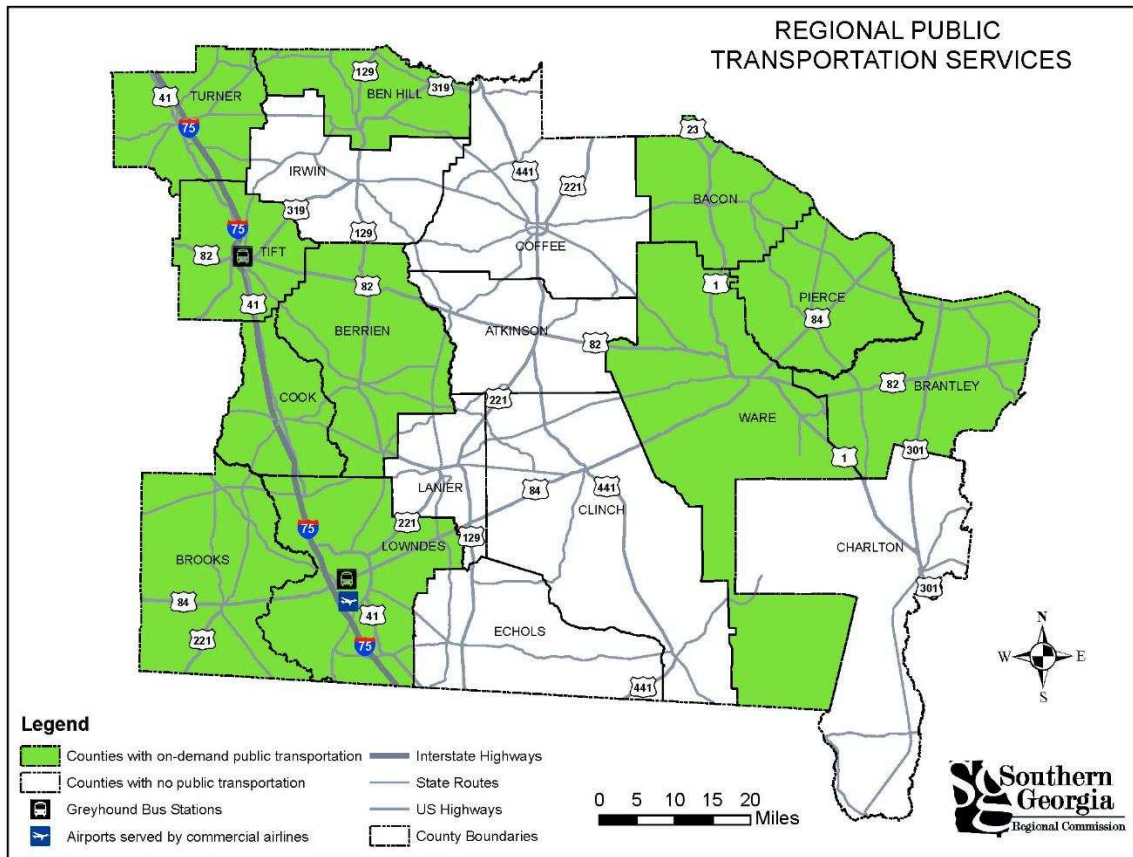 REGIONAL PUBLIC
TRANSPORTATION SERVICES
129
319
41
TURNER
BEN HILL
75
23
IRWIN
441
221
BACON
319
75
129
82
TIFT
COFFEE
82
1
PIERCE
41
84
BERRIEN
ATKINSON
82
COOK
82
BRANTLEY
221
WARE
1
301
LANIER
84
441
CLINCH
75
221
LOWNDES
129
CHARLTON
BROOKS
301
84
41
221
75
ECHOLS
441
N
W E
S
Legend
Counties with on-demand public transportation
Counties with no public transportation
Greyhound Bus Stations
Airports served by commercial airlines
Interstate Highways
State Routes
US Highways
County Boundaries
0 5 10 15 20
Miles
Southern
Georgia
Regional Commission